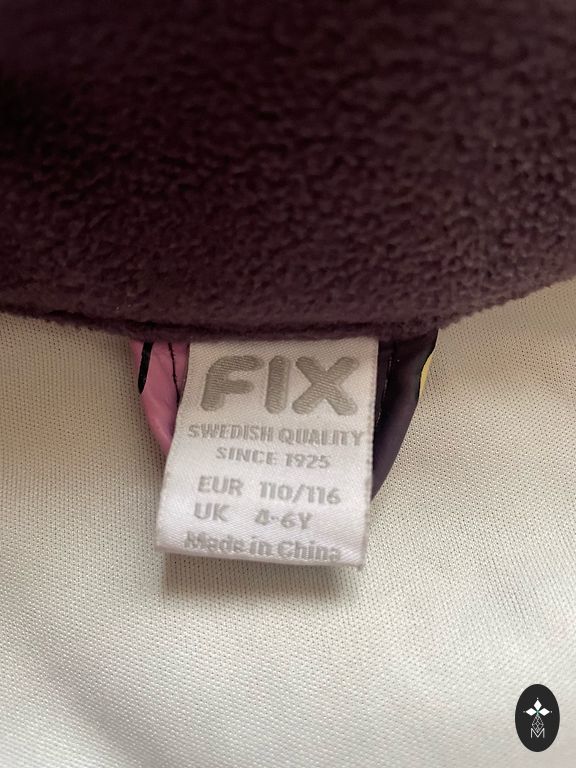 FIX
SWEDISH QUALITY
SINCE 1925
EUR 110/116
UK 4-6Y
Made in China
M